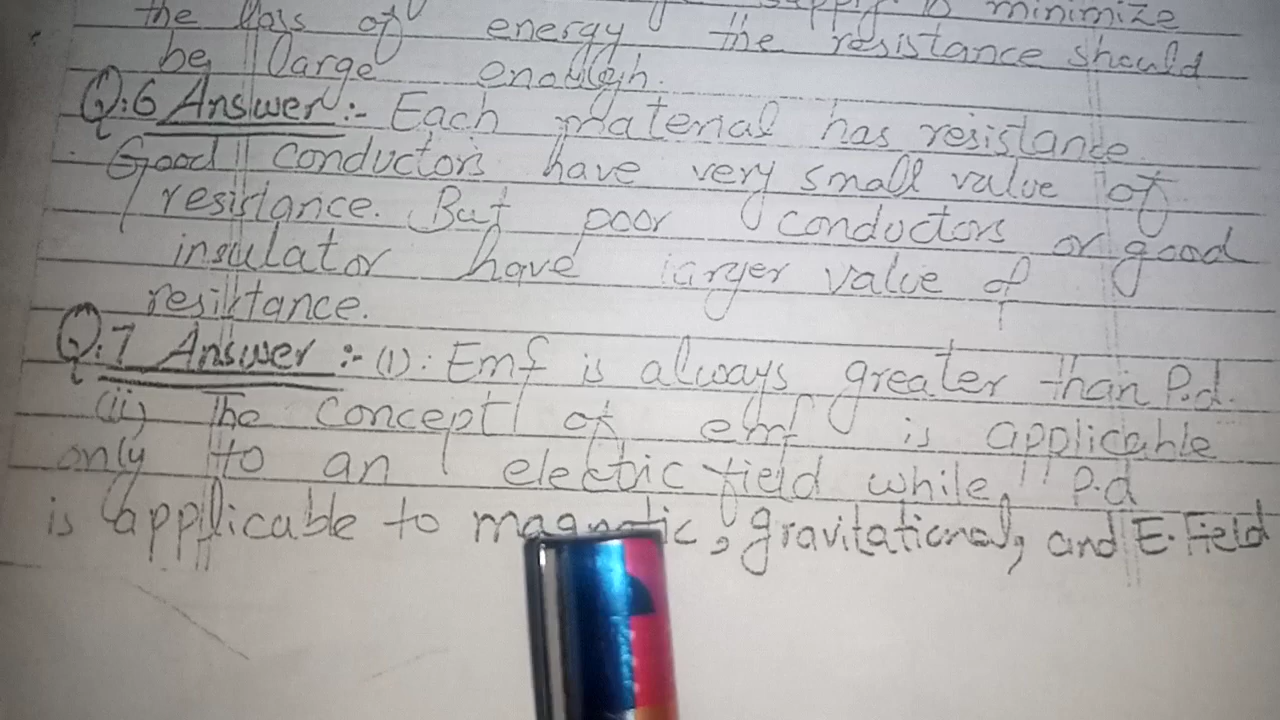 the loss of energy the resistance should
be large enough.
Q:6 Answer:- Each material has resistance
Good conductors have very small value of
resistance. But poor conductors or good
insulator have larger value of
resistance.
Q:7 Answer:- (i): Emf is always greater than P.d.
(ii) The concept of emf is applicable
only to an electric field while P.d
is applicable to magnetic, gravitational, and E.Field